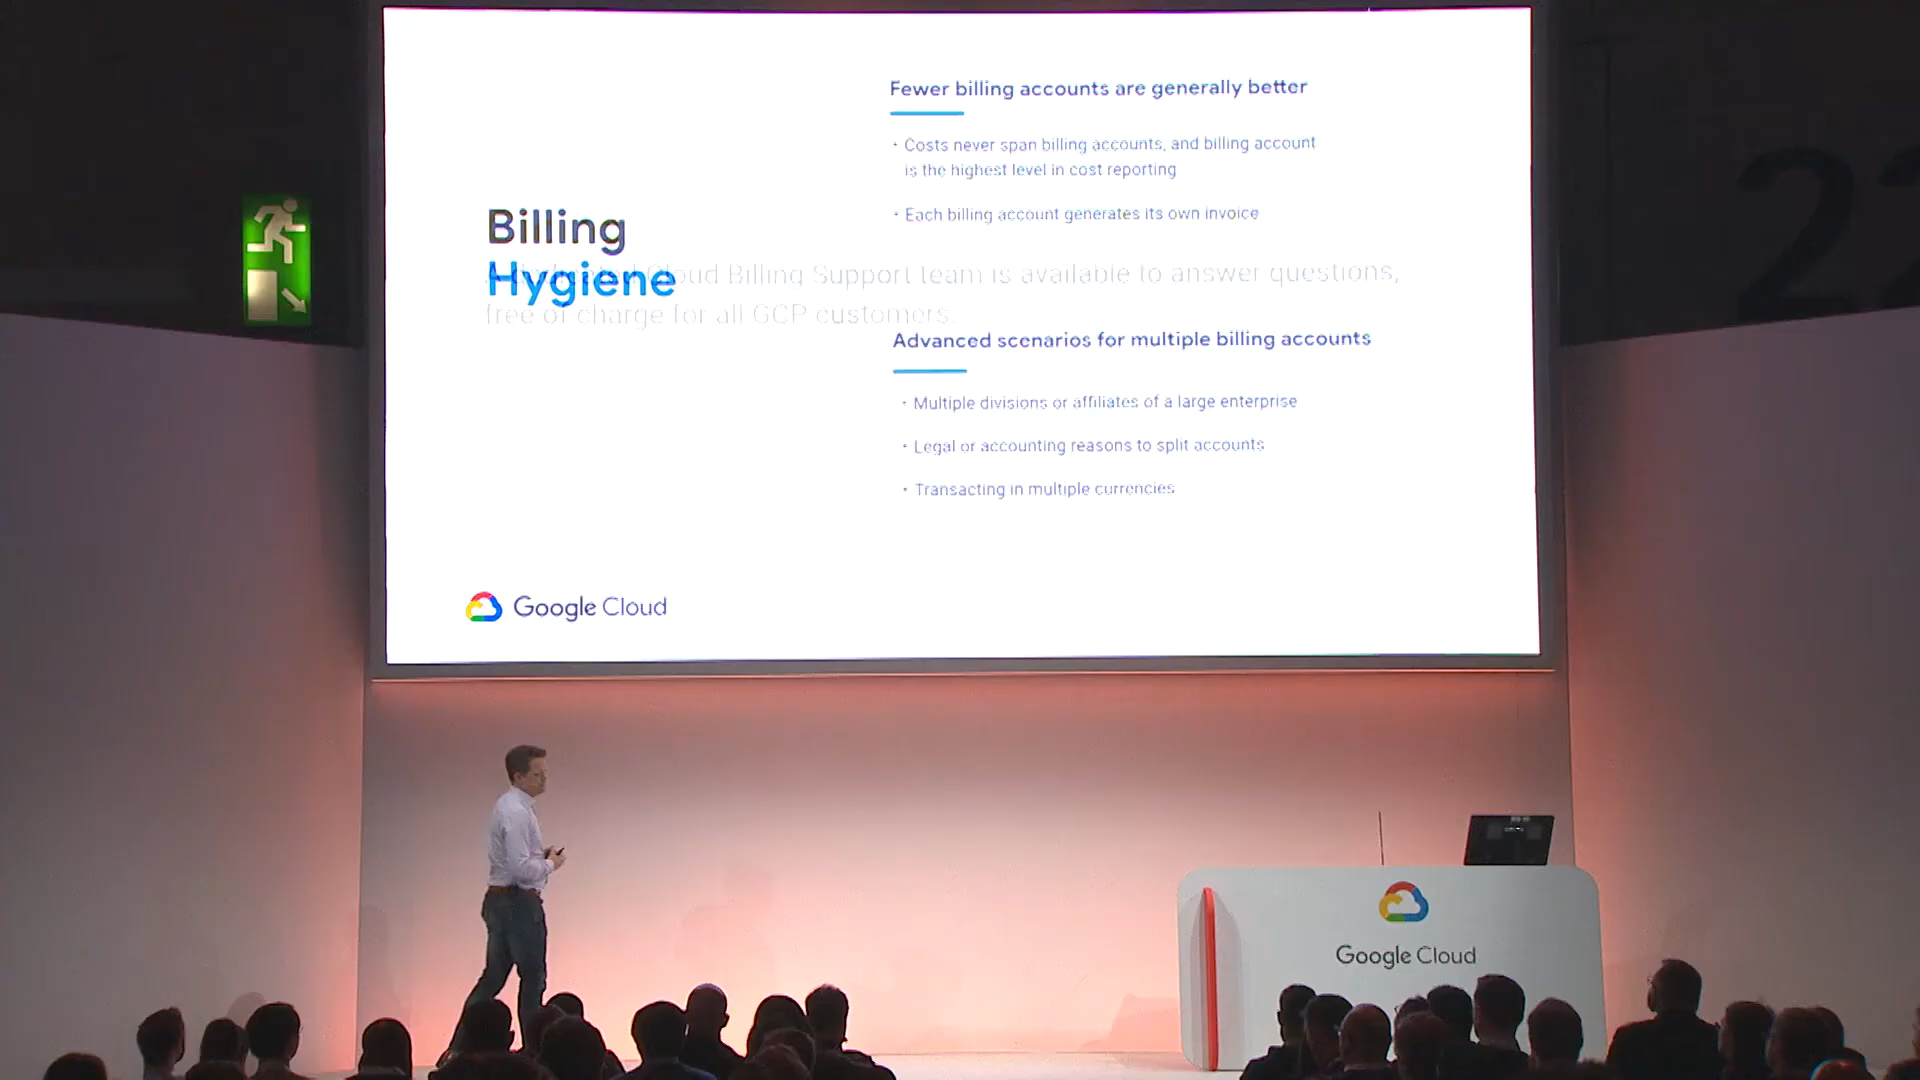 Fewer billing accounts are generally better
· Costs never span billing accounts, and billing account
is the highest level in cost reporting
· Each billing account generates its own invoice
Billing
Hygiene
Cloud Billing Support team is available to answer questions,
free of charge for all GCP customers.
Advanced scenarios for multiple billing accounts
· Multiple divisions or affiliates of a large enterprise
· Legal or accounting reasons to split accounts
· Transacting in multiple currencies
Google Cloud
Google Cloud